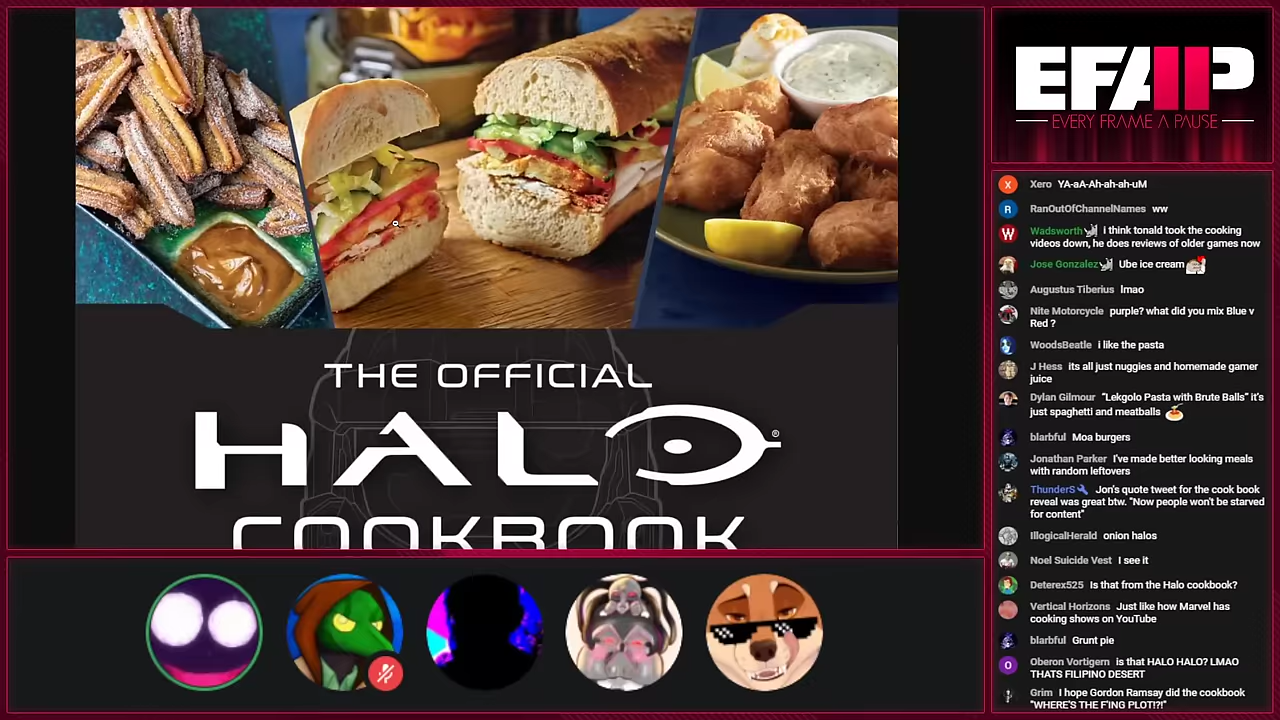 THE OFFICIAL
HALO®
COOKBOOK
EFAP
EVERY FRAME A PAUSE
Xero YA-aA-Ah-ah-ah-uM
RanOutOfChannelNames ww
Wadsworth i think tonald took the cooking
videos down, he does reviews of older games now
Jose Gonzalez Ube ice cream
Augustus Tiberius lmao
Nite Motorcycle purple? what did you mix Blue v
Red ?
WoodsBeatle i like the pasta
J Hess its all just nuggies and homemade gamer
juice
Dylan Gilmour "Lekgolo Pasta with Brute Balls" it's
just spaghetti and meatballs
blarbful Moa burgers
Jonathan Parker I've made better looking meals
with random leftovers
ThunderS Jon's quote tweet for the cook book
reveal was great btw. "Now people won't be starved
for content"
IllogicalHerald onion halos
Noel Suicide Vest I see it
Deterex525 Is that from the Halo cookbook?
Vertical Horizons Just like how Marvel has
cooking shows on YouTube
blarbful Grunt pie
Oberon Vortigern is that HALO HALO? LMAO
THATS FILIPINO DESERT
Grim I hope Gordon Ramsay did the cookbook
"WHERE'S THE F'ING PLOT!?!"